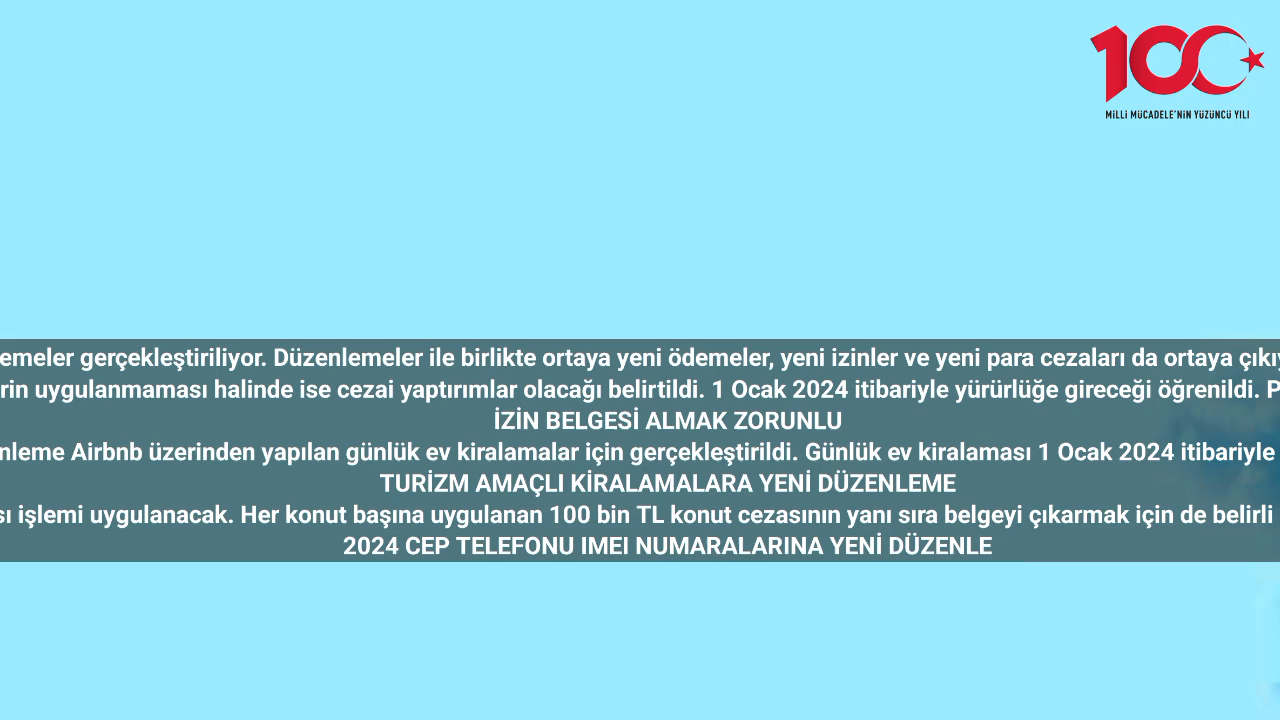 100
MİLLİ MÜCADELE'NİN YÜZÜNCÜ YILI
emeler gerçekleştiriliyor. Düzenlemeler ile birlikte ortaya yeni ödemeler, yeni izinler ve yeni para cezaları da ortaya çıkıy
rin uygulanmaması halinde ise cezai yaptırımlar olacağı belirtildi. 1 Ocak 2024 itibariyle yürürlüğe gireceği öğrenildi. P
İZİN BELGESİ ALMAK ZORUNLU
nleme Airbnb üzerinden yapılan günlük ev kiralamalar için gerçekleştirildi. Günlük ev kiralaması 1 Ocak 2024 itibariyle
TURİZM AMAÇLI KİRALAMALARA YENİ DÜZENLEME
sı işlemi uygulanacak. Her konut başına uygulanan 100 bin TL konut cezasının yanı sıra belgeyi çıkarmak için de belirli
2024 CEP TELEFONU IMEI NUMARALARINA YENİ DÜZENLE